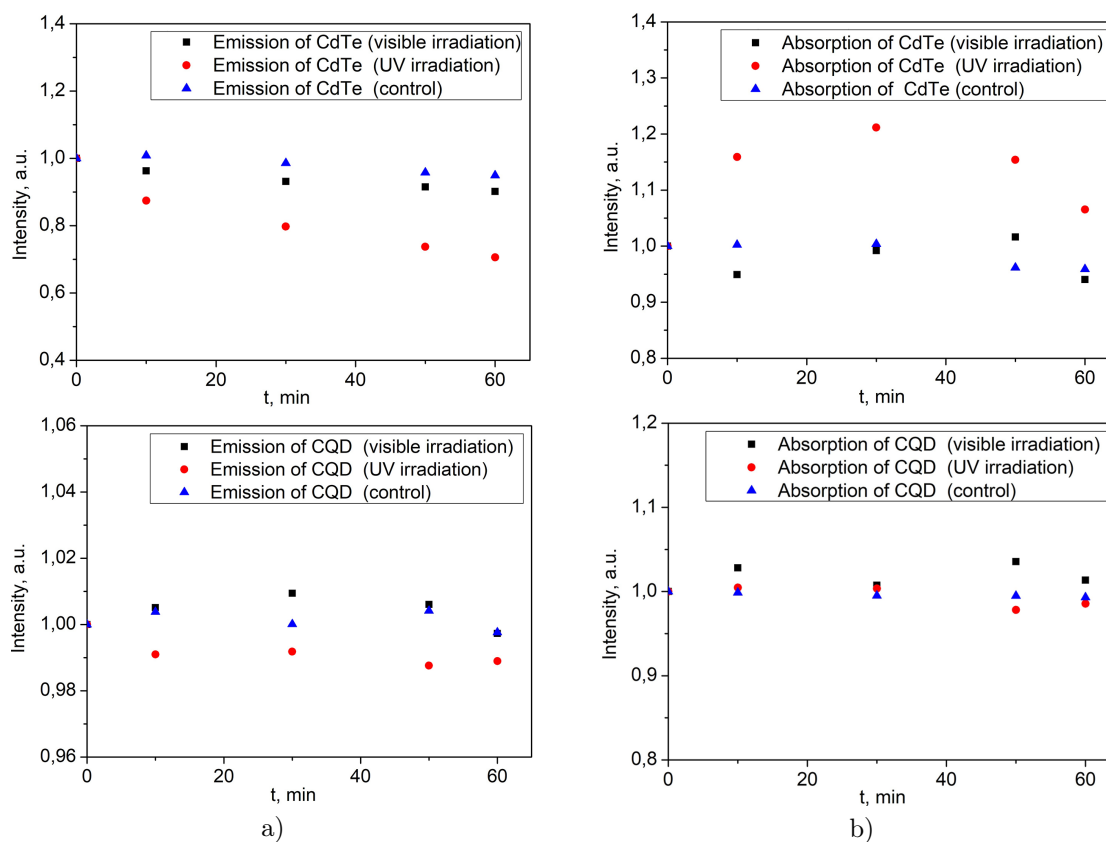 1,4
1,2
1,0
0,8
0,6
0,4
Intensity, a.u.
Emission of CdTe (visible irradiation)
Emission of CdTe (UV irradiation)
Emission of CdTe (control)
0 20 40 60
t, min
1,4
1,3
1,2
1,1
1,0
0,9
0,8
Intensity, a.u.
Absorption of CdTe (visible irradiation)
Absorption of CdTe (UV irradiation)
Absorption of CdTe (control)
0 20 40 60
t, min
1,06
1,04
1,02
1,00
0,98
0,96
Intensity, a.u.
Emission of CQD (visible irradiation)
Emission of CQD (UV irradiation)
Emission of CQD (control)
0 20 40 60
t, min
a)
1,2
1,1
1,0
0,9
0,8
Intensity, a.u.
Absorption of CQD (visible irradiation)
Absorption of CQD (UV irradiation)
Absorption of CQD (control)
0 20 40 60
t, min
b)